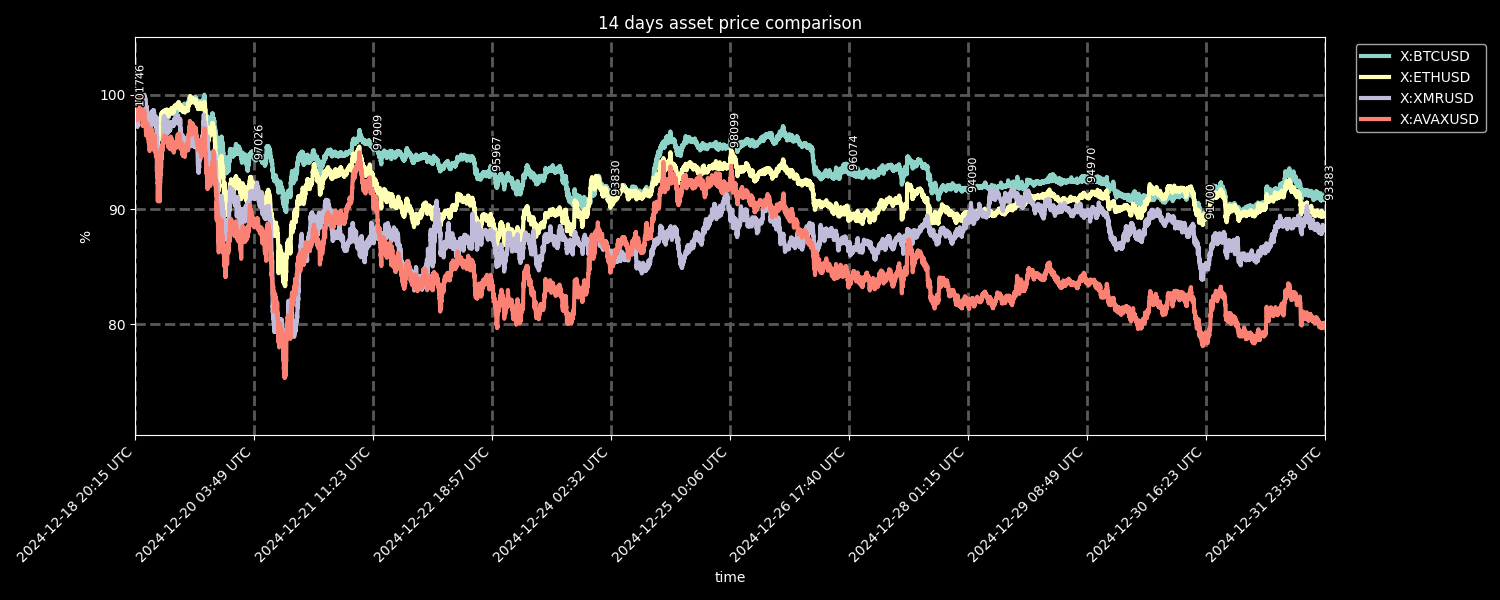 14 days asset price comparison
X:BTCUSD
X:ETHUSD
X:XMRUSD
X:AVAXUSD
100
90
80
%
101746
97026
97909
95967
93830
98099
96074
94090
94970
91700
93383
2024-12-18 20:15 UTC
2024-12-20 03:49 UTC
2024-12-21 11:23 UTC
2024-12-22 18:57 UTC
2024-12-24 02:32 UTC
2024-12-25 10:06 UTC
2024-12-26 17:40 UTC
2024-12-28 01:15 UTC
2024-12-29 08:49 UTC
2024-12-30 16:23 UTC
2024-12-31 23:58 UTC
time